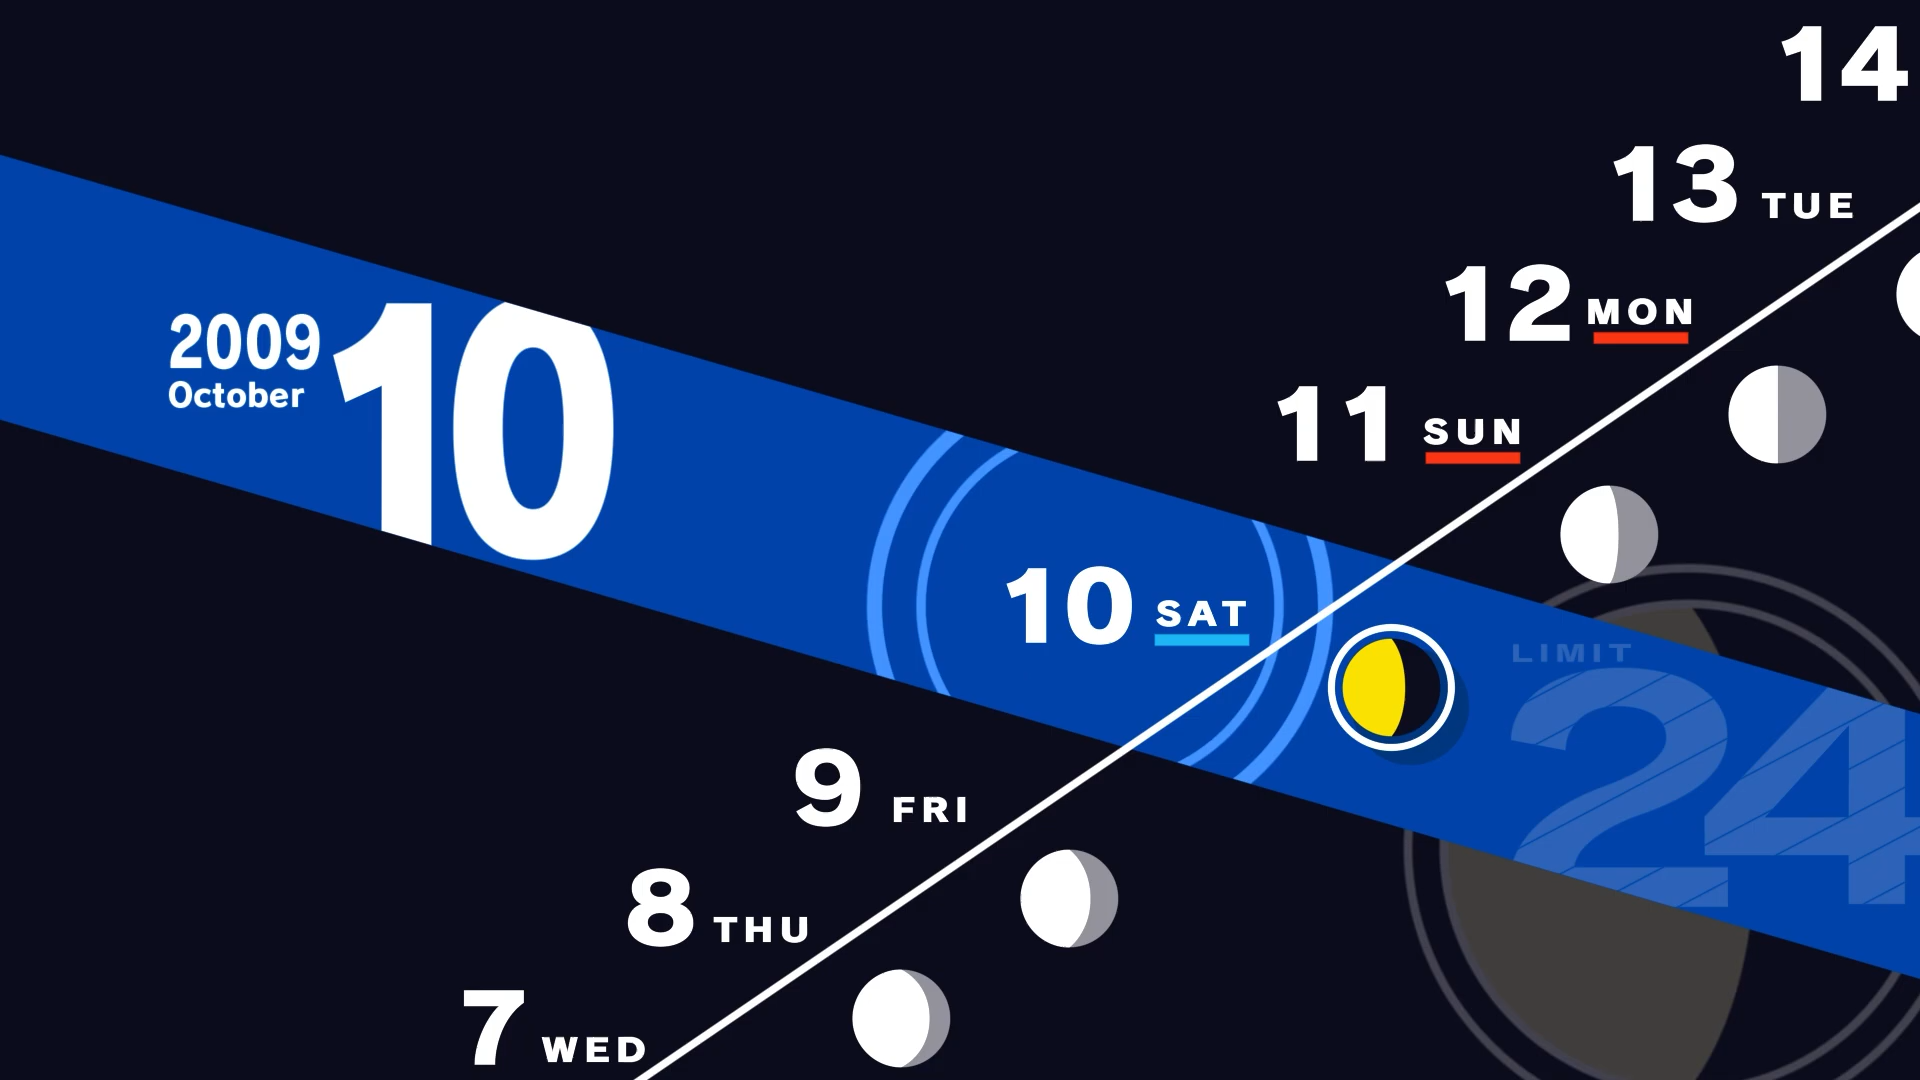 14
13 TUE
12 MON
11 SUN
2009
October
10
10 SAT
LIMIT
24
9 FRI
8 THU
7 WED